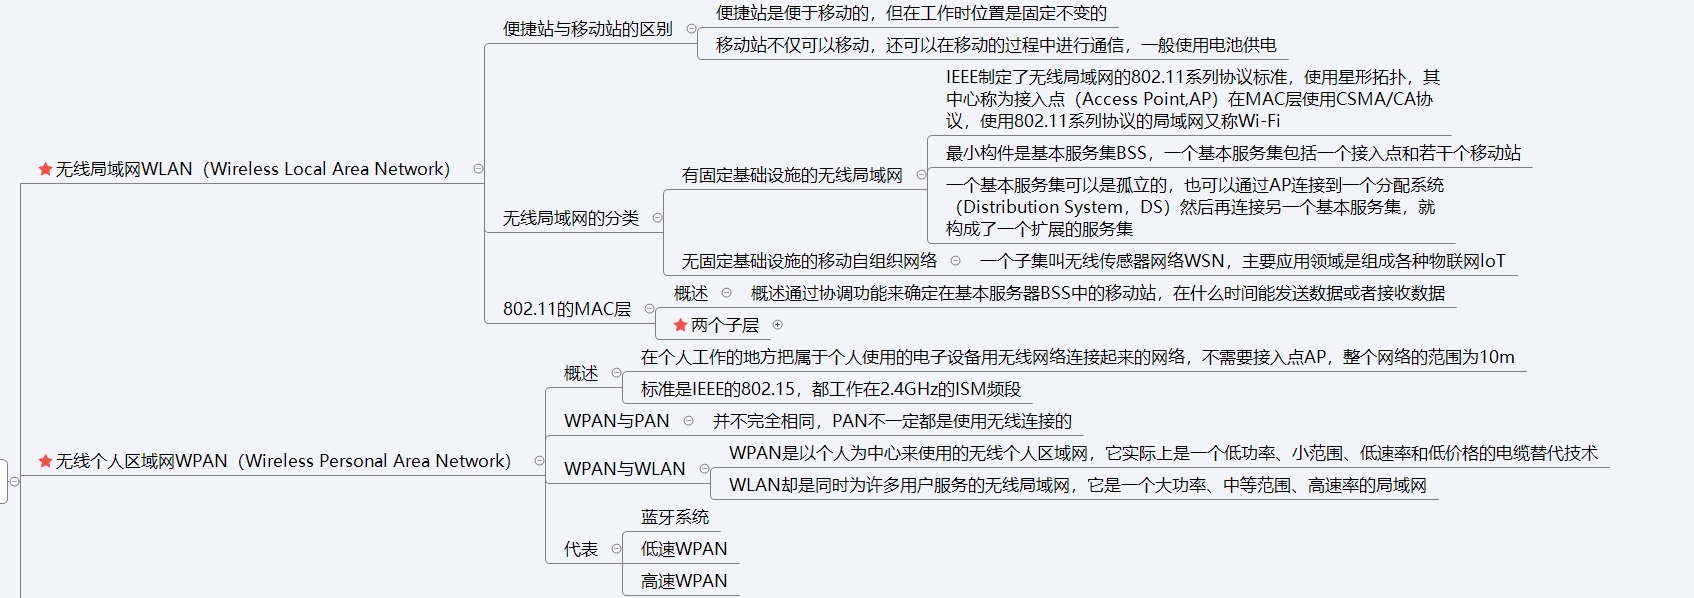 便捷站与移动站的区别
便捷站是便于移动的，但在工作时位置是固定不变的
移动站不仅可以移动，还可以在移动的过程中进行通信，一般使用电池供电
无线局域网WLAN（Wireless Local Area Network）
无线局域网的分类
有固定基础设施的无线局域网
IEEE制定了无线局域网的802.11系列协议标准，使用星形拓扑，其
中心称为接入点（Access Point,AP）在MAC层使用CSMA/CA协
议，使用802.11系列协议的局域网又称Wi-Fi
最小构件是基本服务集BSS，一个基本服务集包括一个接入点和若干个移动站
一个基本服务集可以是孤立的，也可以通过AP连接到一个分配系统
（Distribution System，DS）然后再连接另一个基本服务集，就
构成了一个扩展的服务集
无固定基础设施的移动自组织网络
一个子集叫无线传感器网络WSN，主要应用领域是组成各种物联网IoT
802.11的MAC层
概述
概述通过协调功能来确定在基本服务器BSS中的移动站，在什么时间能发送数据或者接收数据
两个子层
无线个人区域网WPAN（Wireless Personal Area Network）
概述
在个人工作的地方把属于个人使用的电子设备用无线网络连接起来的网络，不需要接入点AP，整个网络的范围为10m
标准是IEEE的802.15，都工作在2.4GHz的ISM频段
WPAN与PAN
并不完全相同，PAN不一定都是使用无线连接的
WPAN与WLAN
WPAN是以个人为中心来使用的无线个人区域网，它实际上是一个低功率、小范围、低速率和低价格的电缆替代技术
WLAN却是同时为许多用户服务的无线局域网，它是一个大功率、中等范围、高速率的局域网
代表
蓝牙系统
低速WPAN
高速WPAN